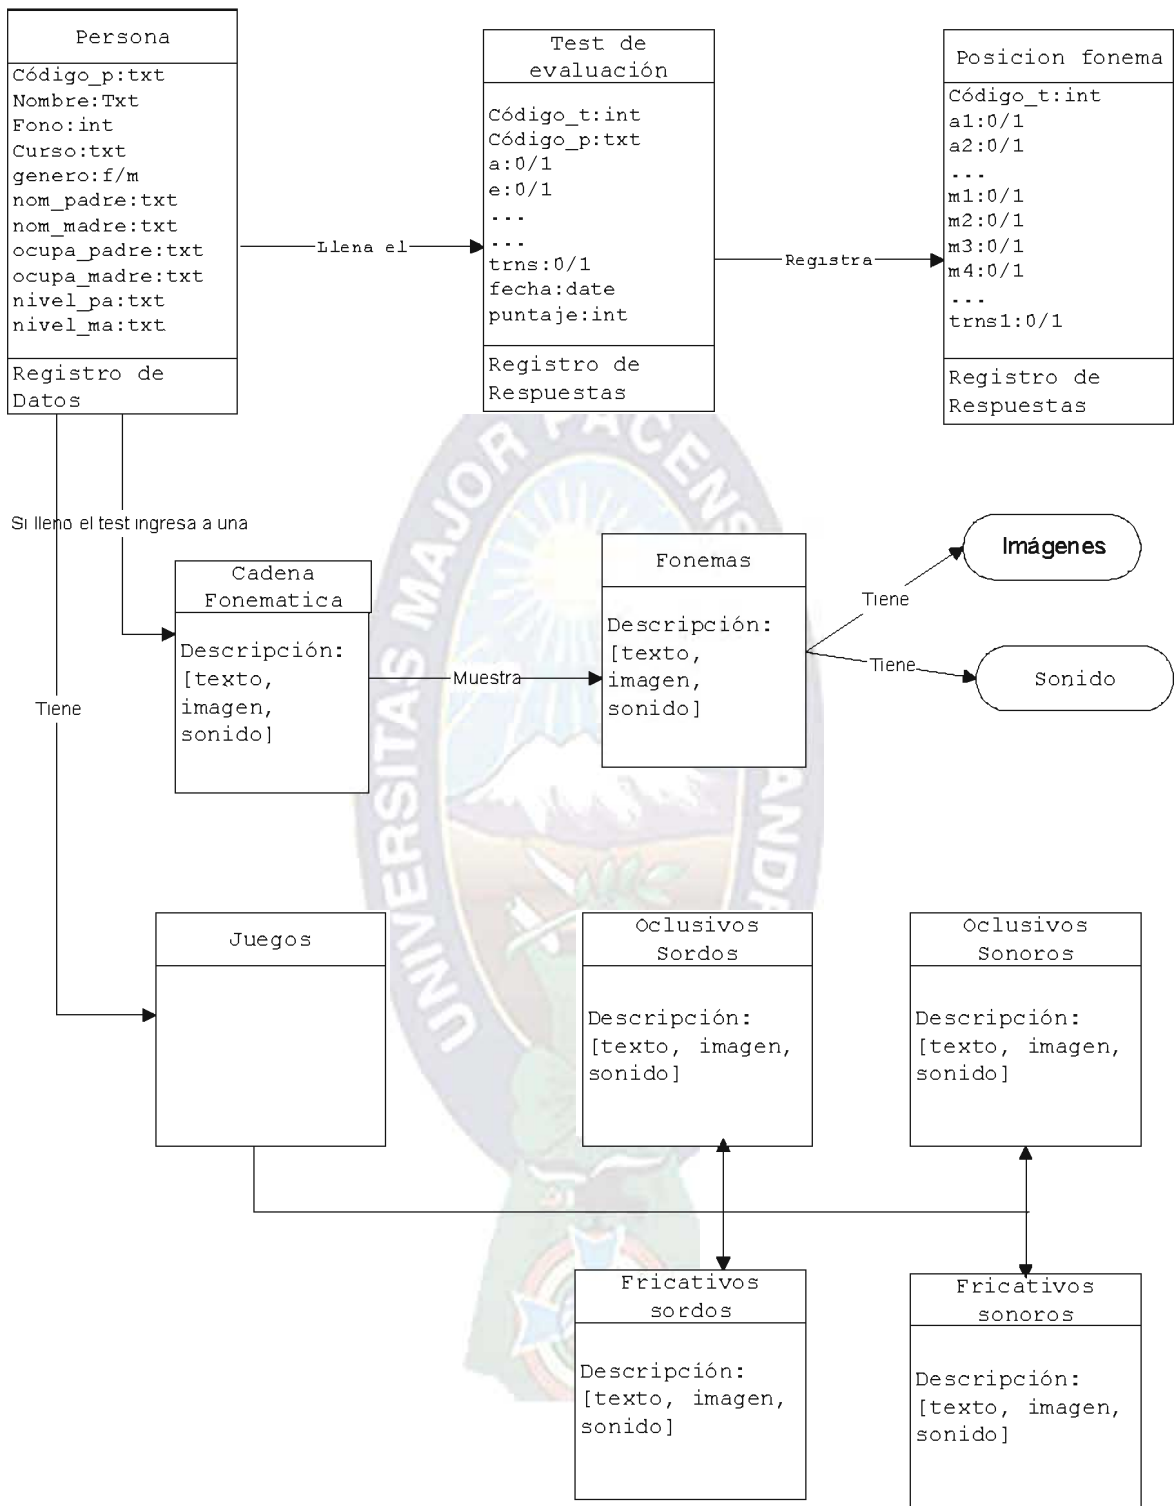 Persona
Código_p:txt
Nombre:Txt
Fono:int
Curso:txt
genero:f/m
nom_padre:txt
nom_madre:txt
ocupa_padre:txt
ocupa_madre:txt
nivel_pa:txt
nivel_ma:txt
Registro de
Datos
Llena el
Test de
evaluación
Código_t:int
Código_p:txt
a:0/1
e:0/1
...
...
trns:0/1
fecha:date
puntaje:int
Registro de
Respuestas
Registra
Posicion fonema
Código_t:int
a1:0/1
a2:0/1
...
m1:0/1
m2:0/1
m3:0/1
m4:0/1
...
trns1:0/1
Registro de
Respuestas
Si lleno el test ingresa a una
Cadena
Fonematica
Descripción:
[texto,
imagen,
sonido]
Muestra
Fonemas
Descripción:
[texto,
imagen,
sonido]
Tiene
Imágenes
Tiene
Sonido
Tiene
Juegos
Oclusivos
Sordos
Descripción:
[texto, imagen,
sonido]
Oclusivos
Sonoros
Descripción:
[texto, imagen,
sonido]
Fricativos
sordos
Descripción:
[texto, imagen,
sonido]
Fricativos
sonoros
Descripción:
[texto, imagen,
sonido]
UNIVERSITAS MAJOR PACENS
ANDR